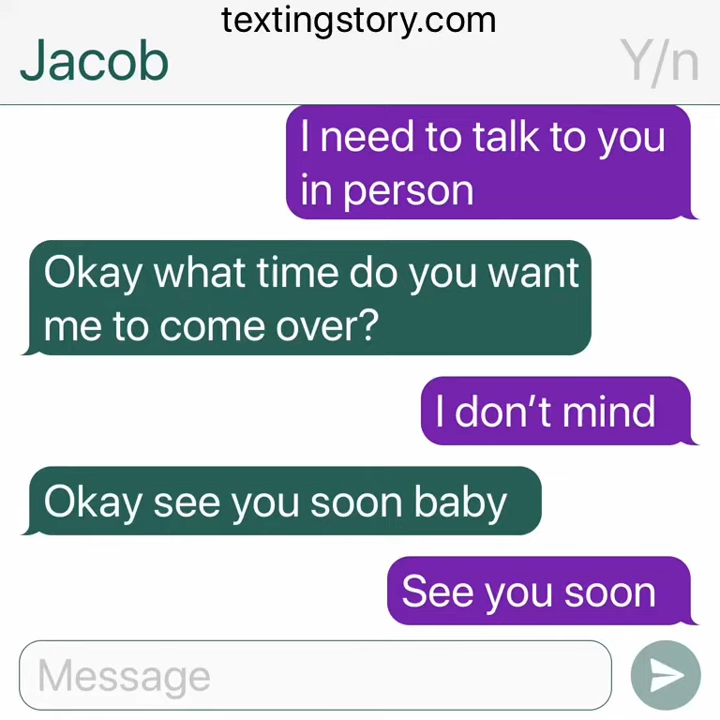 textingstory.com
Jacob
Y/n
I need to talk to you
in person
Okay what time do you want
me to come over?
I don’t mind
Okay see you soon baby
See you soon
Message